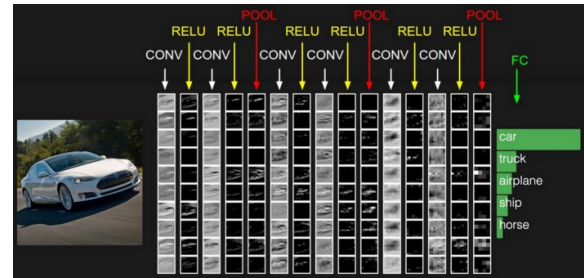 POOL POOL POOL
RELU RELU RELU RELU RELU RELU
CONV CONV CONV CONV CONV CONV
FC
car
truck
airplane
ship
horse